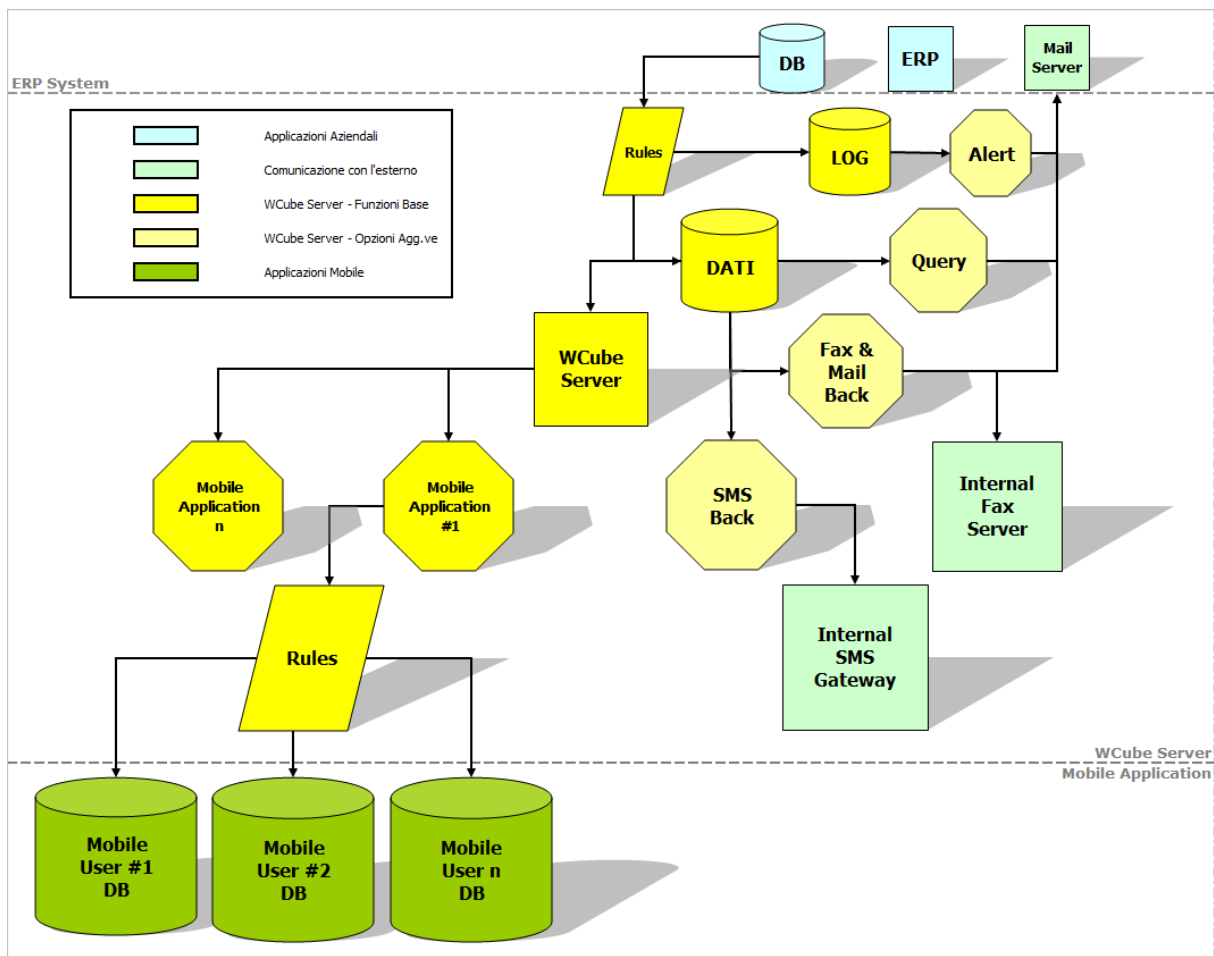 DB
ERP
Mail
Server
ERP System
Applicazioni Aziendali
Comunicazione con l'esterno
WCube Server - Funzioni Base
WCube Server - Opzioni Agg.ve
Applicazioni Mobile
Rules
LOG
Alert
DATI
Query
WCube
Server
Fax &
Mail
Back
Mobile
Application
n
Mobile
Application
#1
SMS
Back
Internal
Fax
Server
Rules
Internal
SMS
Gateway
WCube Server
Mobile Application
Mobile
User #1
DB
Mobile
User #2
DB
Mobile
User n
DB